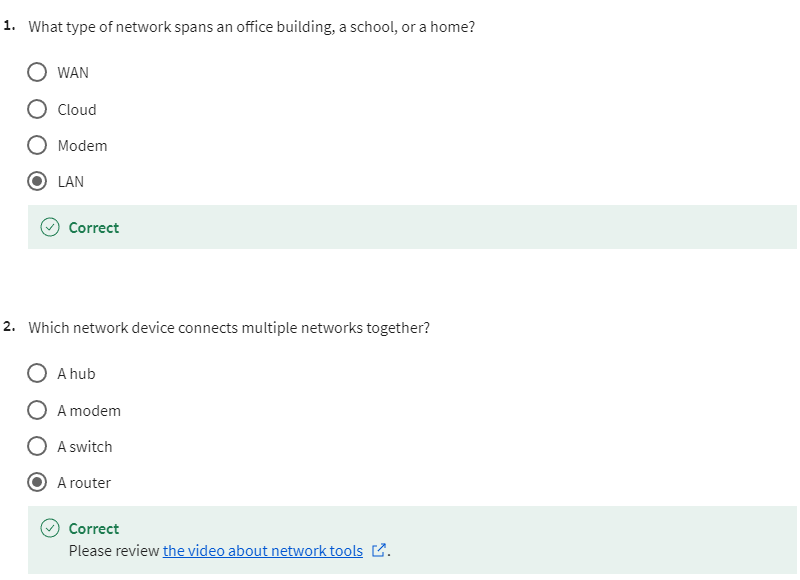 1. What type of network spans an office building, a school, or a home?
WAN
Cloud
Modem
LAN
Correct
2. Which network device connects multiple networks together?
A hub
A modem
A switch
A router
Correct
Please review the video about network tools.